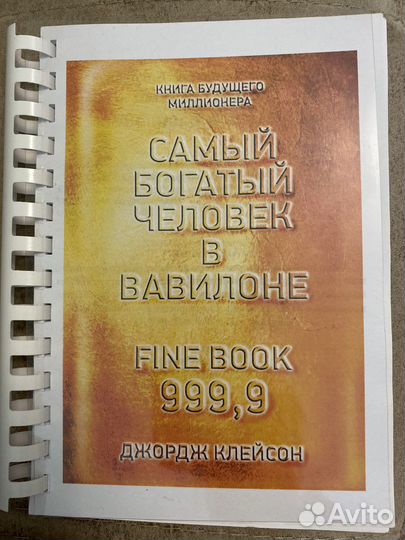 КНИГА БУДУЩЕГО
МИЛЛИОНЕРА
САМЫЙ
БОГАТЫЙ
ЧЕЛОВЕК
В
ВАВИЛОНЕ
FINE BOOK
999,9
ДЖОРДЖ КЛЕЙСОН
Avito